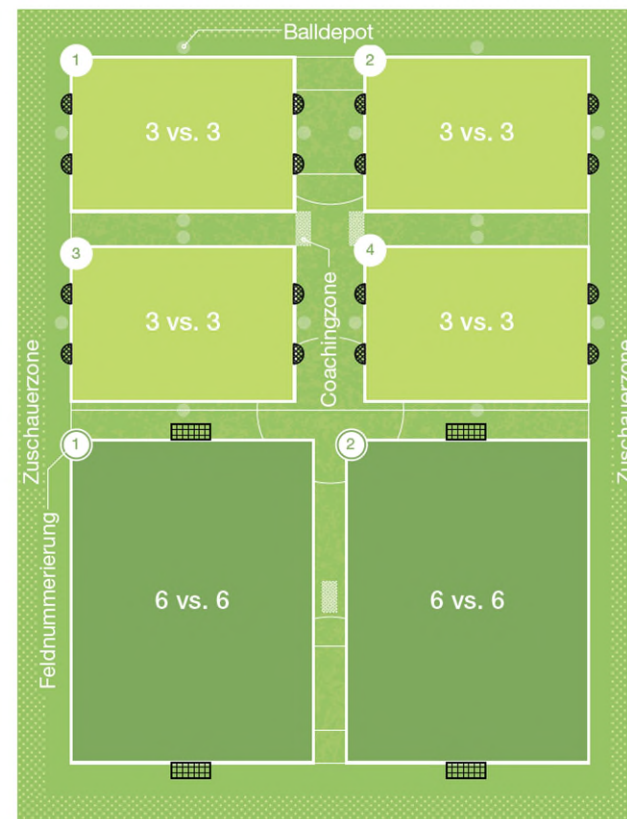 Balldepot
1
2
3 vs. 3
3 vs. 3
3
4
3 vs. 3
3 vs. 3
Coachingzone
Zuschauerzone
Zuschauerzone
1
2
Feldnummerierung
6 vs. 6
6 vs. 6